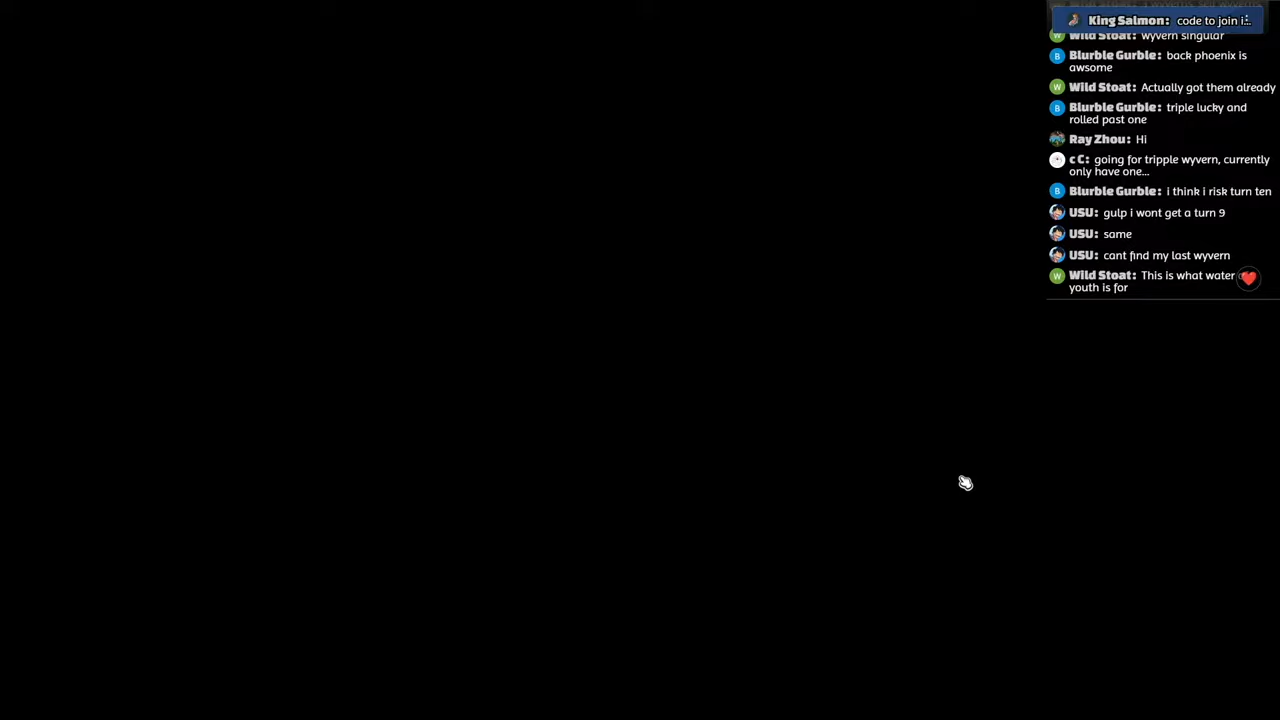 King Salmon: code to join i...
Wild Stoat: wyvern singular
Blurble Gurble: back phoenix is
awsome
Wild Stoat: Actually got them already
Blurble Gurble: triple lucky and
rolled past one
Ray Zhou: Hi
c C: going for tripple wyvern, currently
only have one...
Blurble Gurble: i think i risk turn ten
USU: gulp i wont get a turn 9
USU: same
USU: cant find my last wyvern
Wild Stoat: This is what water
youth is for